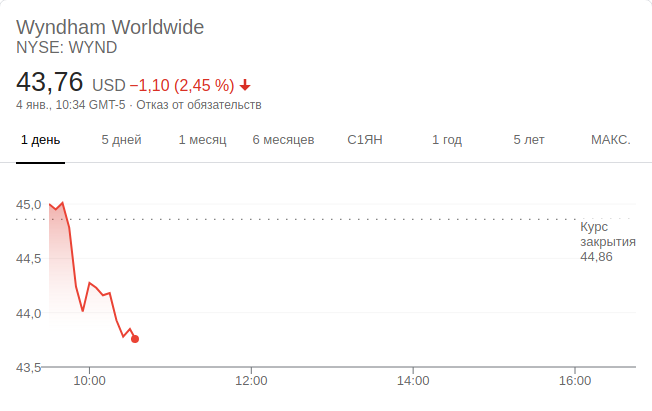 Wyndham Worldwide
NYSE: WYND
43,76 USD −1,10 (2,45 %)
4 янв., 10:34 GMT-5 · Отказ от обязательств
1 день 5 дней 1 месяц 6 месяцев С1ЯН 1 год 5 лет МАКС.
45,0
Курс
закрытия
44,86
44,5
44,0
43,5
10:00 12:00 14:00 16:00